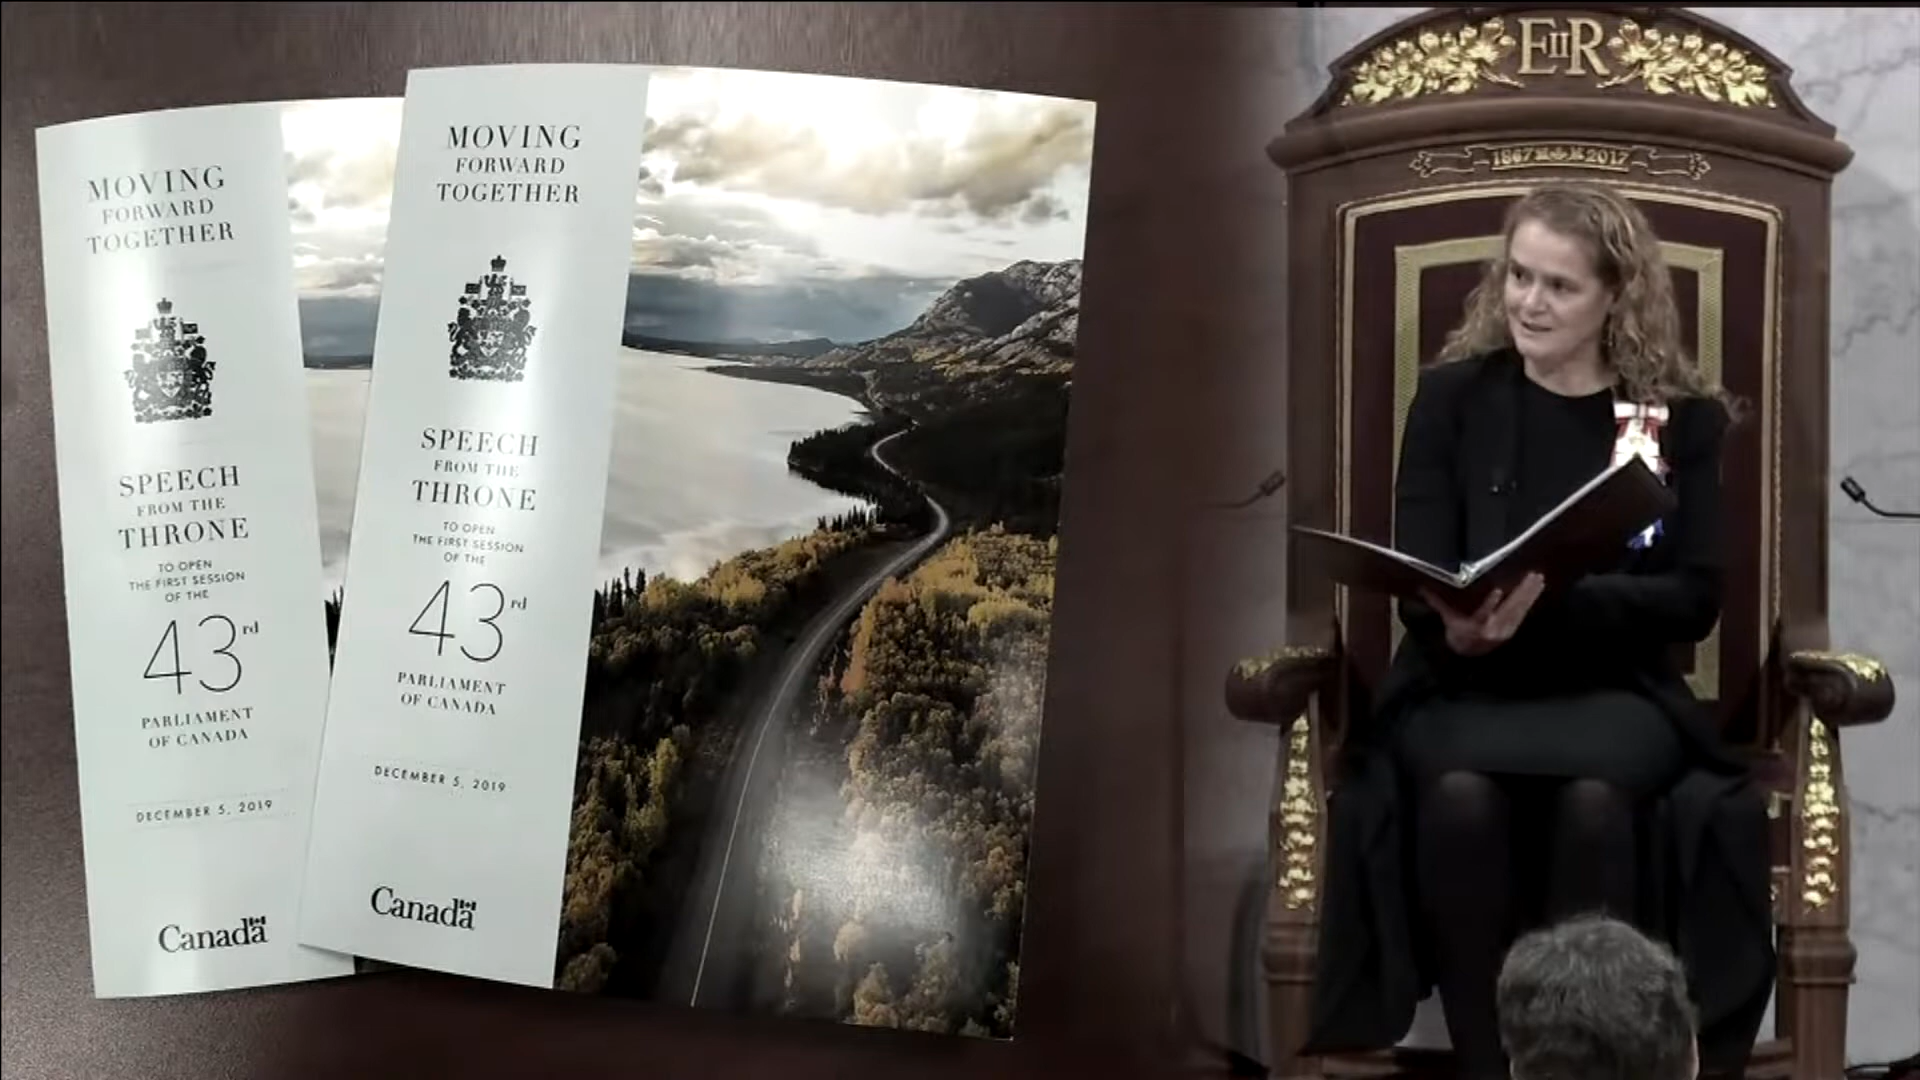 MOVING
FORWARD
TOGETHER
SPEECH
FROM THE
THRONE
TO OPEN
THE FIRST SESSION
OF THE
43rd
PARLIAMENT
OF CANADA
DECEMBER 5, 2019
Canada
MOVING
FORWARD
TOGETHER
SPEECH
FROM THE
THRONE
TO OPEN
THE FIRST SESSION
OF THE
43rd
PARLIAMENT
OF CANADA
DECEMBER 5, 2019
Canada
EIIR
1867 2017